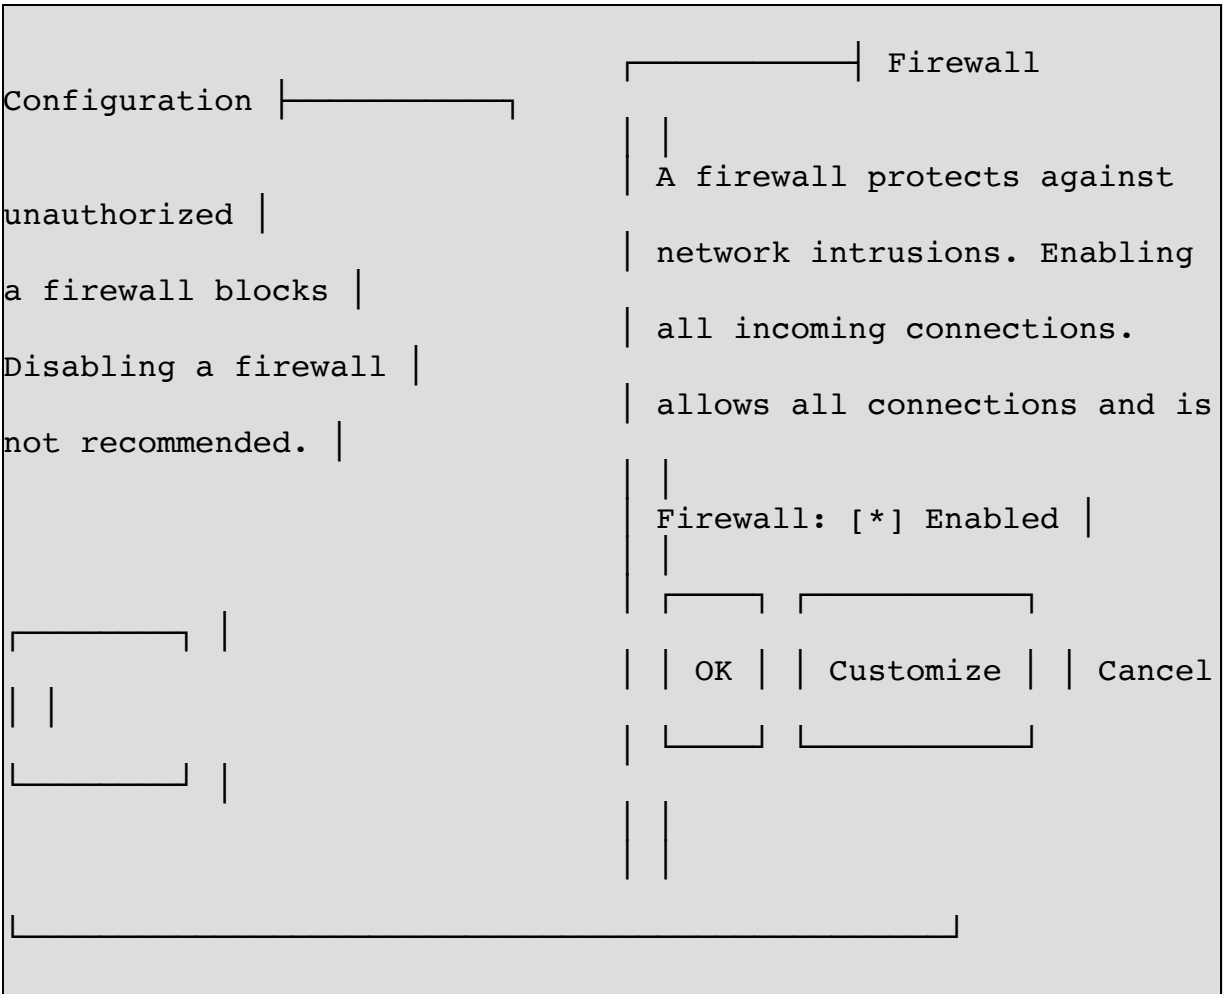 Firewall
Configuration
A firewall protects against
unauthorized
network intrusions. Enabling
a firewall blocks
all incoming connections.
Disabling a firewall
allows all connections and is
not recommended.
Firewall: [*] Enabled
OK Customize Cancel